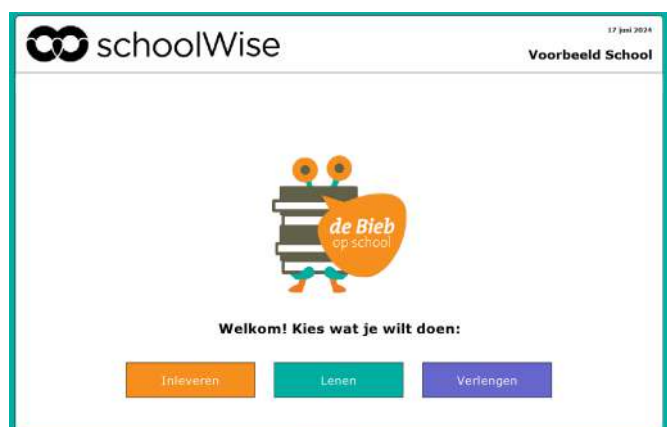 schoolWise
17 juni 2024
Voorbeeld School
de Bieb
op school
Welkom! Kies wat je wilt doen:
Inleveren
Lenen
Verlengen